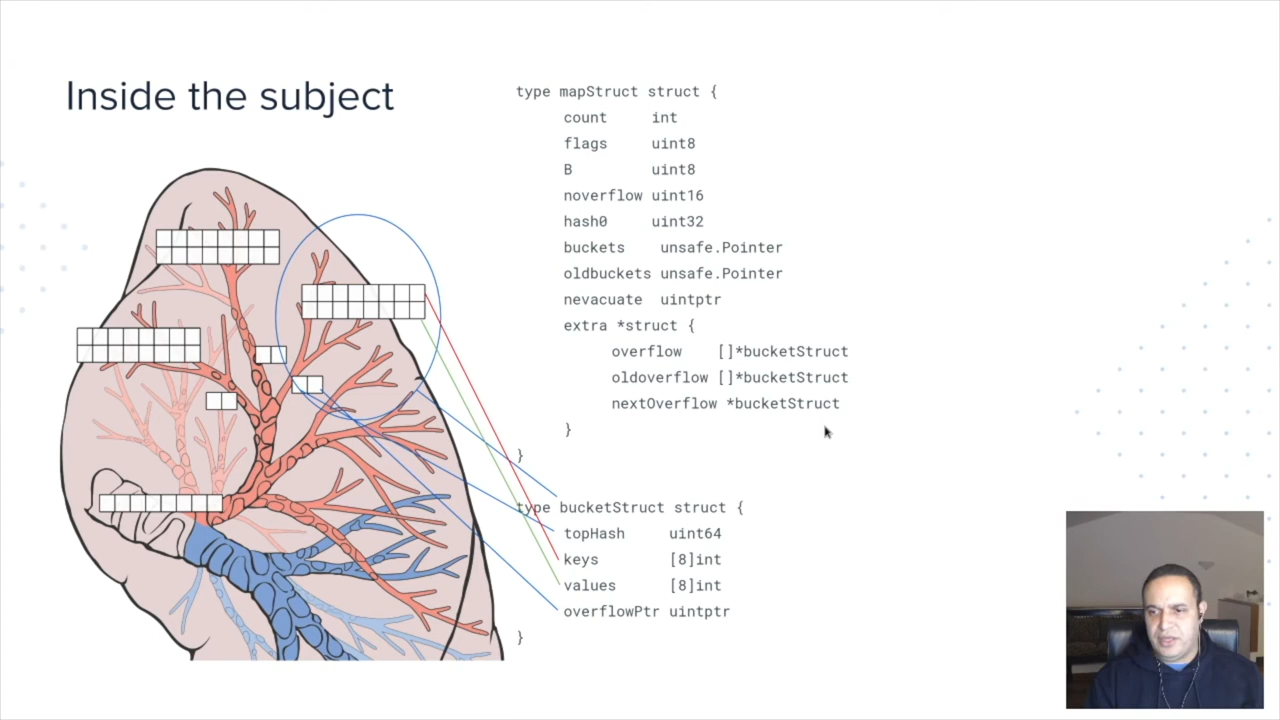 Inside the subject
type mapStruct struct {
count int
flags uint8
B uint8
noverflow uint16
hash0 uint32
buckets unsafe.Pointer
oldbuckets unsafe.Pointer
nevacuate uintptr
extra *struct {
overflow []*bucketStruct
oldoverflow []*bucketStruct
nextOverflow *bucketStruct
}
}
type bucketStruct struct {
topHash uint64
keys [8]int
values [8]int
overflowPtr uintptr
}